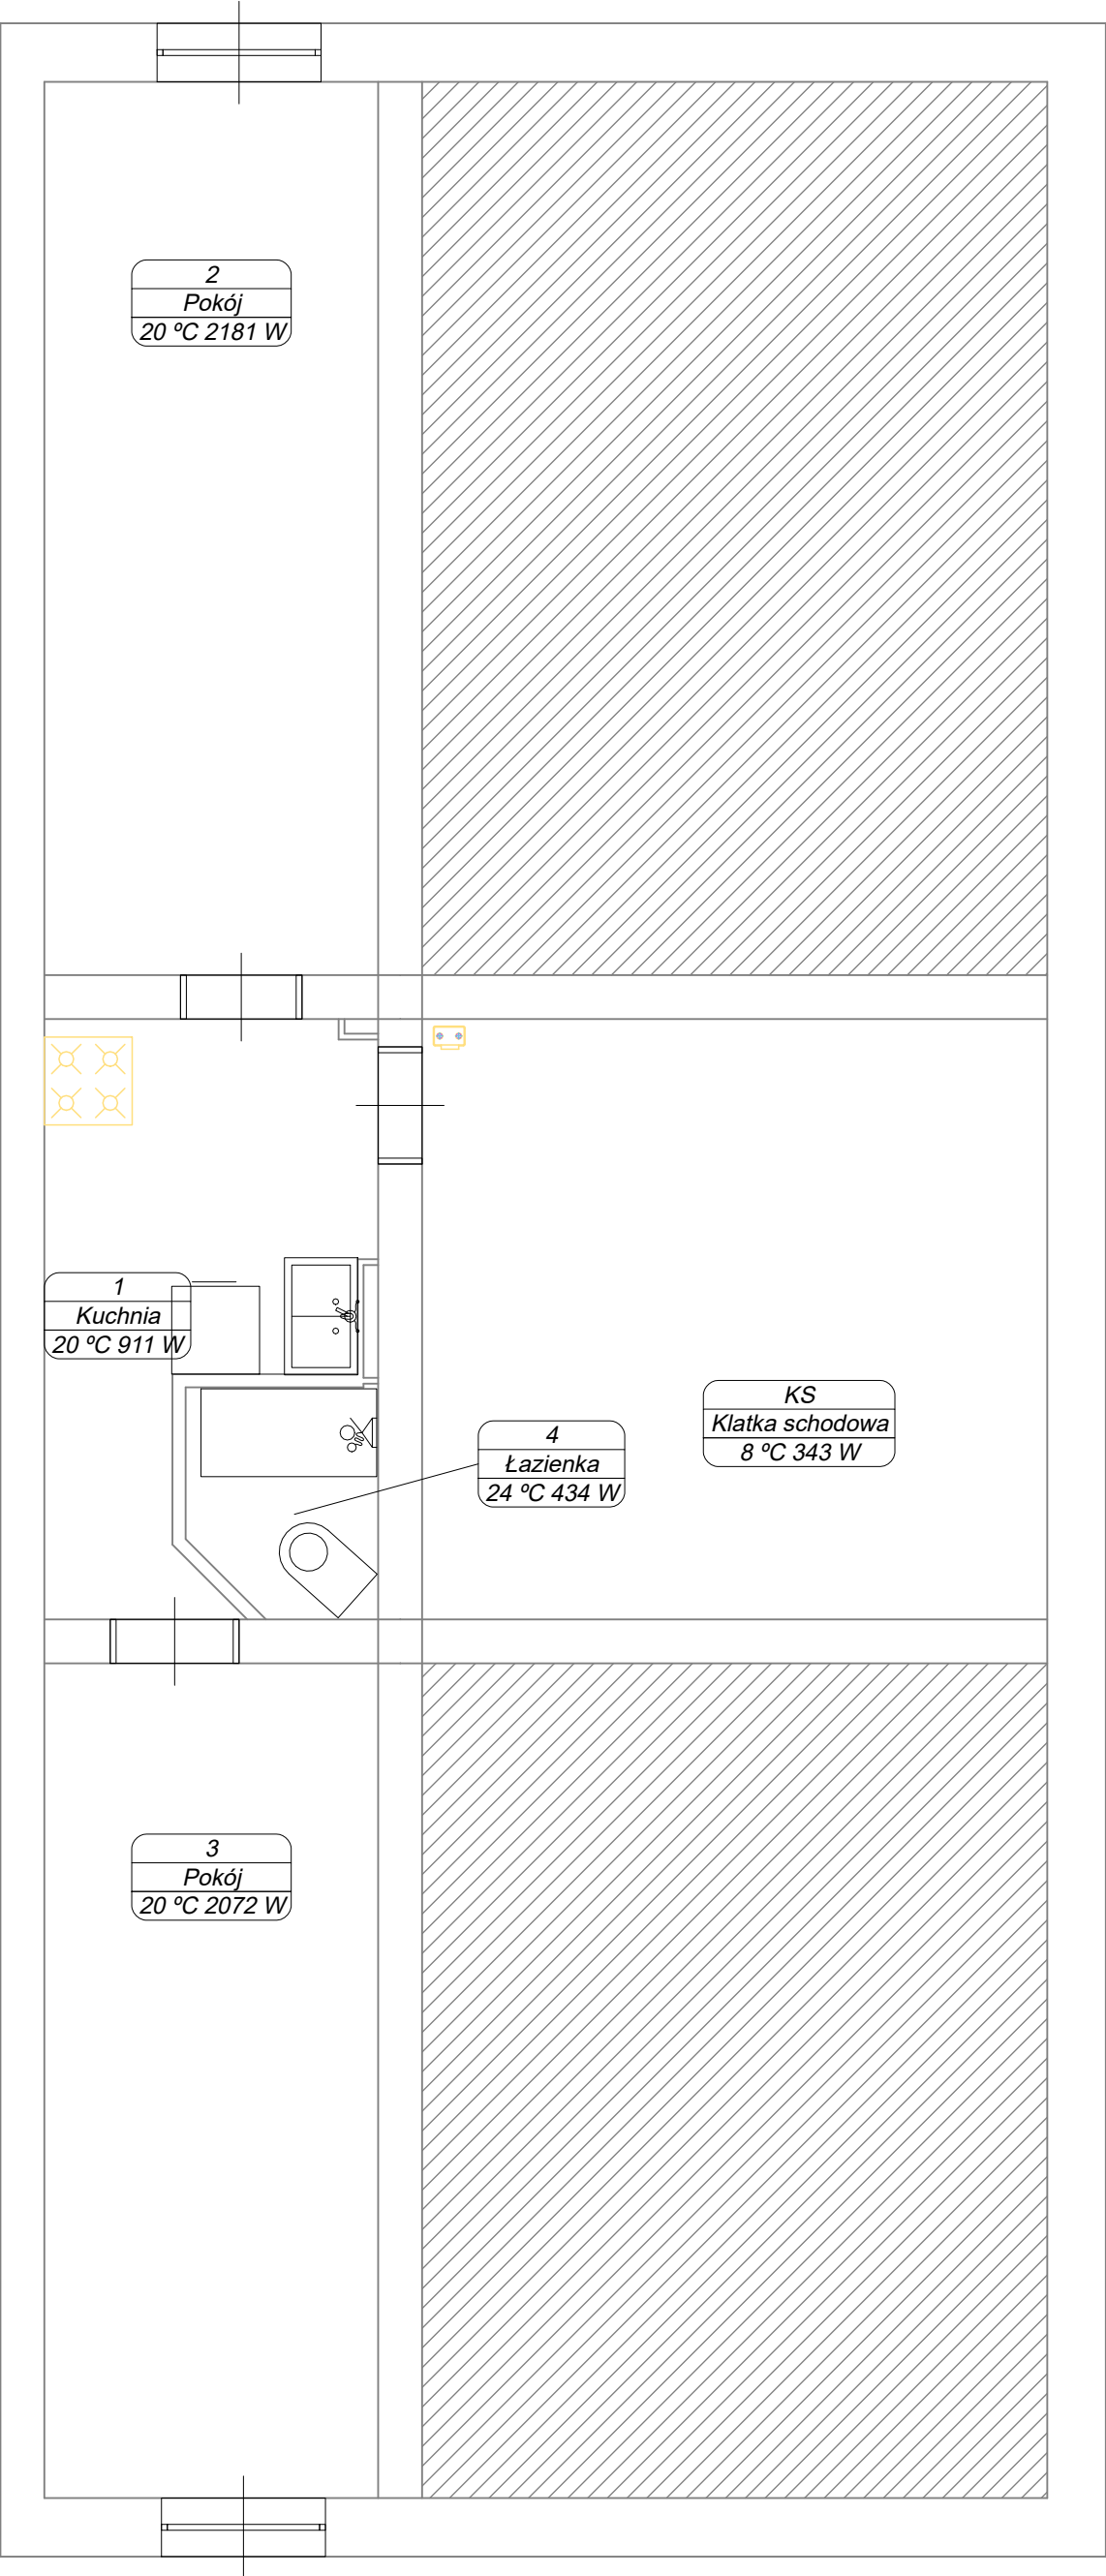 2
Pokój
20 ºC 2181 W
1
Kuchnia
20 ºC 911 W
KS
Klatka schodowa
8 ºC 343 W
4
Łazienka
24 ºC 434 W
3
Pokój
20 ºC 2072 W